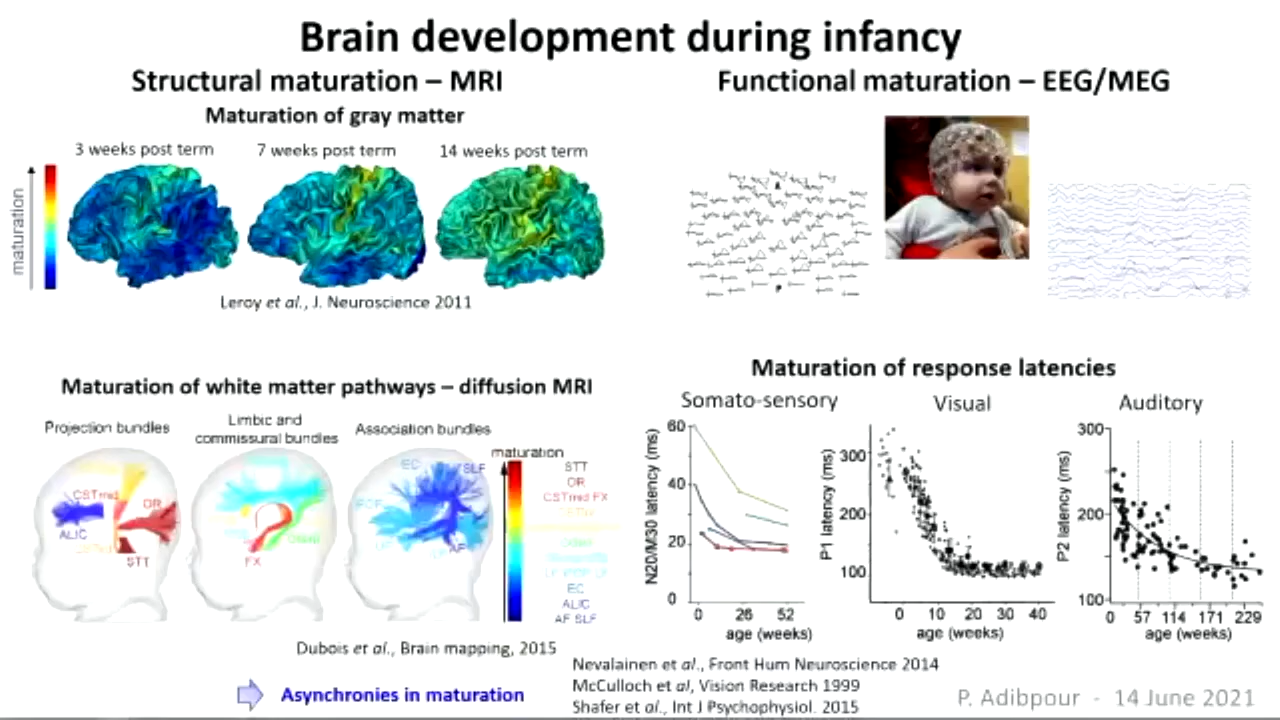 Brain development during infancy
Structural maturation – MRI
Maturation of gray matter
3 weeks post term
7 weeks post term
14 weeks post term
maturation
Leroy et al., J. Neuroscience 2011
Maturation of white matter pathways – diffusion MRI
Projection bundles
Limbic and
commissural bundles
Association bundles
maturation
CSTmid
OR
ALIC
STT
FX
EC
SLF
AF
STT
OR
CSTmid FX
EC
ALIC
AF SLF
Dubois et al., Brain mapping, 2015
Asynchronies in maturation
Functional maturation – EEG/MEG
Maturation of response latencies
Somato-sensory
N20/M30 latency (ms)
60
40
20
0
0 26 52
age (weeks)
Visual
P1 latency (ms)
300
200
100
0 10 20 30 40
age (weeks)
Auditory
P2 latency (ms)
300
200
100
0 57 114 171 229
age (weeks)
Nevalainen et al., Front Hum Neuroscience 2014
McCulloch et al, Vision Research 1999
Shafer et al., Int J Psychophysiol. 2015
P. Adibpour - 14 June 2021